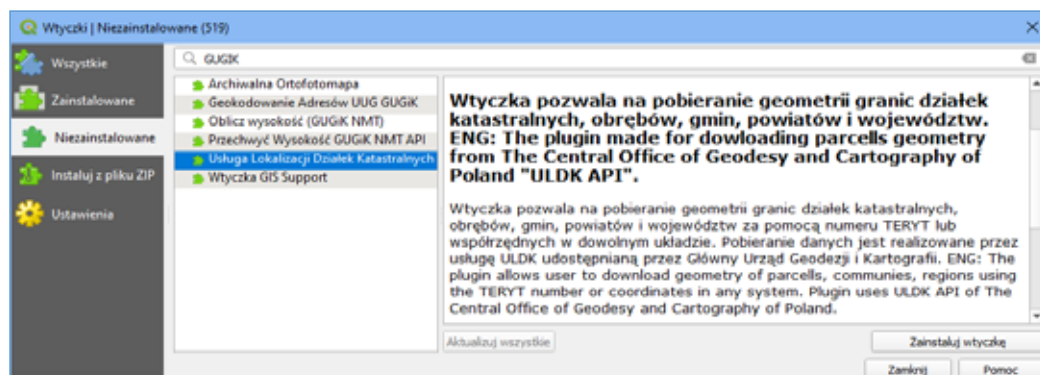 Wtyczki | Niezainstalowane (519)
Wszystkie
Zainstalowane
Niezainstalowane
Instaluj z pliku ZIP
Ustawienia
GUGIK
Archiwalna Ortofotomapa
Geokodowanie Adresów UUG GUGiK
Oblicz wysokość (GUGiK NMT)
Przechwyć Wysokość GUGiK NMT API
Usługa Lokalizacji Działek Katastralnych
Wtyczka GIS Support
Wtyczka pozwala na pobieranie geometrii granic działek
katastralnych, obrębów, gmin, powiatów i województw.
ENG: The plugin made for dowloading parcells geometry
from The Central Office of Geodesy and Cartography of
Poland "ULDK API".
Wtyczka pozwala na pobieranie geometrii granic działek katastralnych,
obrębów, gmin, powiatów i województw za pomocą numeru TERYT lub
współrzędnych w dowolnym układzie. Pobieranie danych jest realizowane przez
usługę ULDK udostępnianą przez Główny Urząd Geodezji i Kartografii. ENG: The
plugin allows user to download geometry of parcells, communies, regions using
the TERYT number or coordinates in any system. Plugin uses ULDK API of The
Central Office of Geodesy and Cartography of Poland.
Aktualizuj wszystkie
Zainstaluj wtyczkę
Zamknij
Pomoc